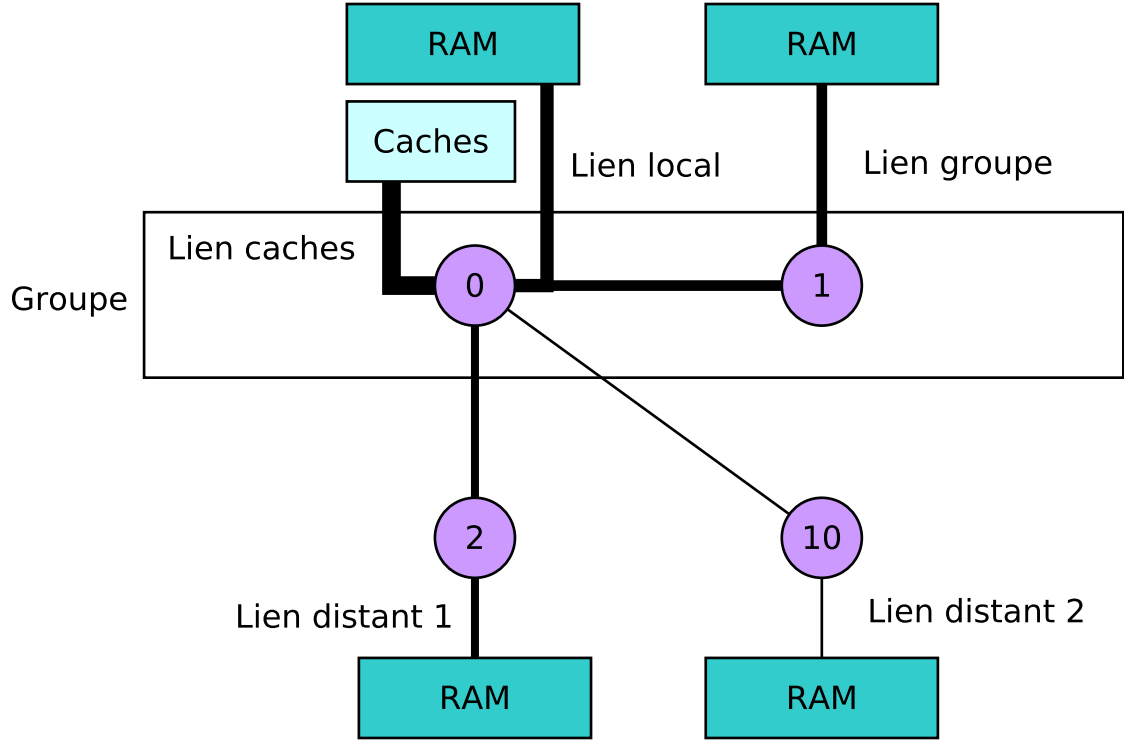 RAM
RAM
Caches
Lien local
Lien groupe
Lien caches
Groupe
0
1
2
10
Lien distant 1
Lien distant 2
RAM
RAM